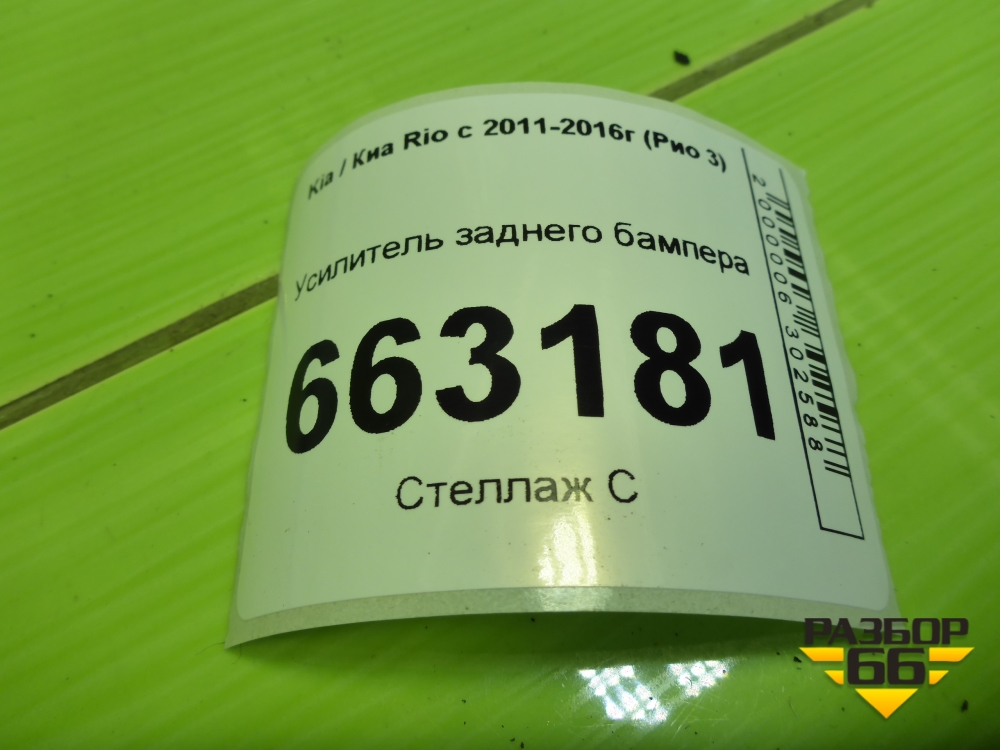 Kia / Киа Rio с 2011-2016г (Рио 3)
Усилитель заднего бампера
663181
Стеллаж С
2000006302588
РАЗБОР
66